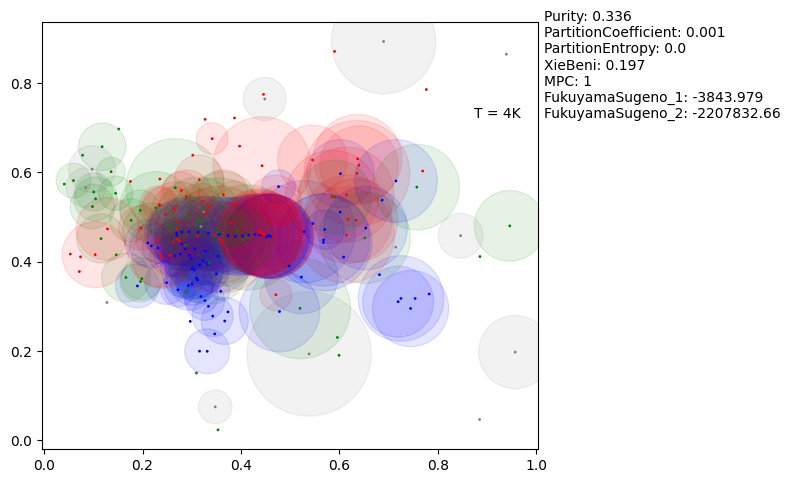 Purity: 0.336
PartitionCoefficient: 0.001
PartitionEntropy: 0.0
XieBeni: 0.197
MPC: 1
FukuyamaSugeno_1: -3843.979
FukuyamaSugeno_2: -2207832.66
T = 4K
0.8
0.6
0.4
0.2
0.0
0.0 0.2 0.4 0.6 0.8 1.0